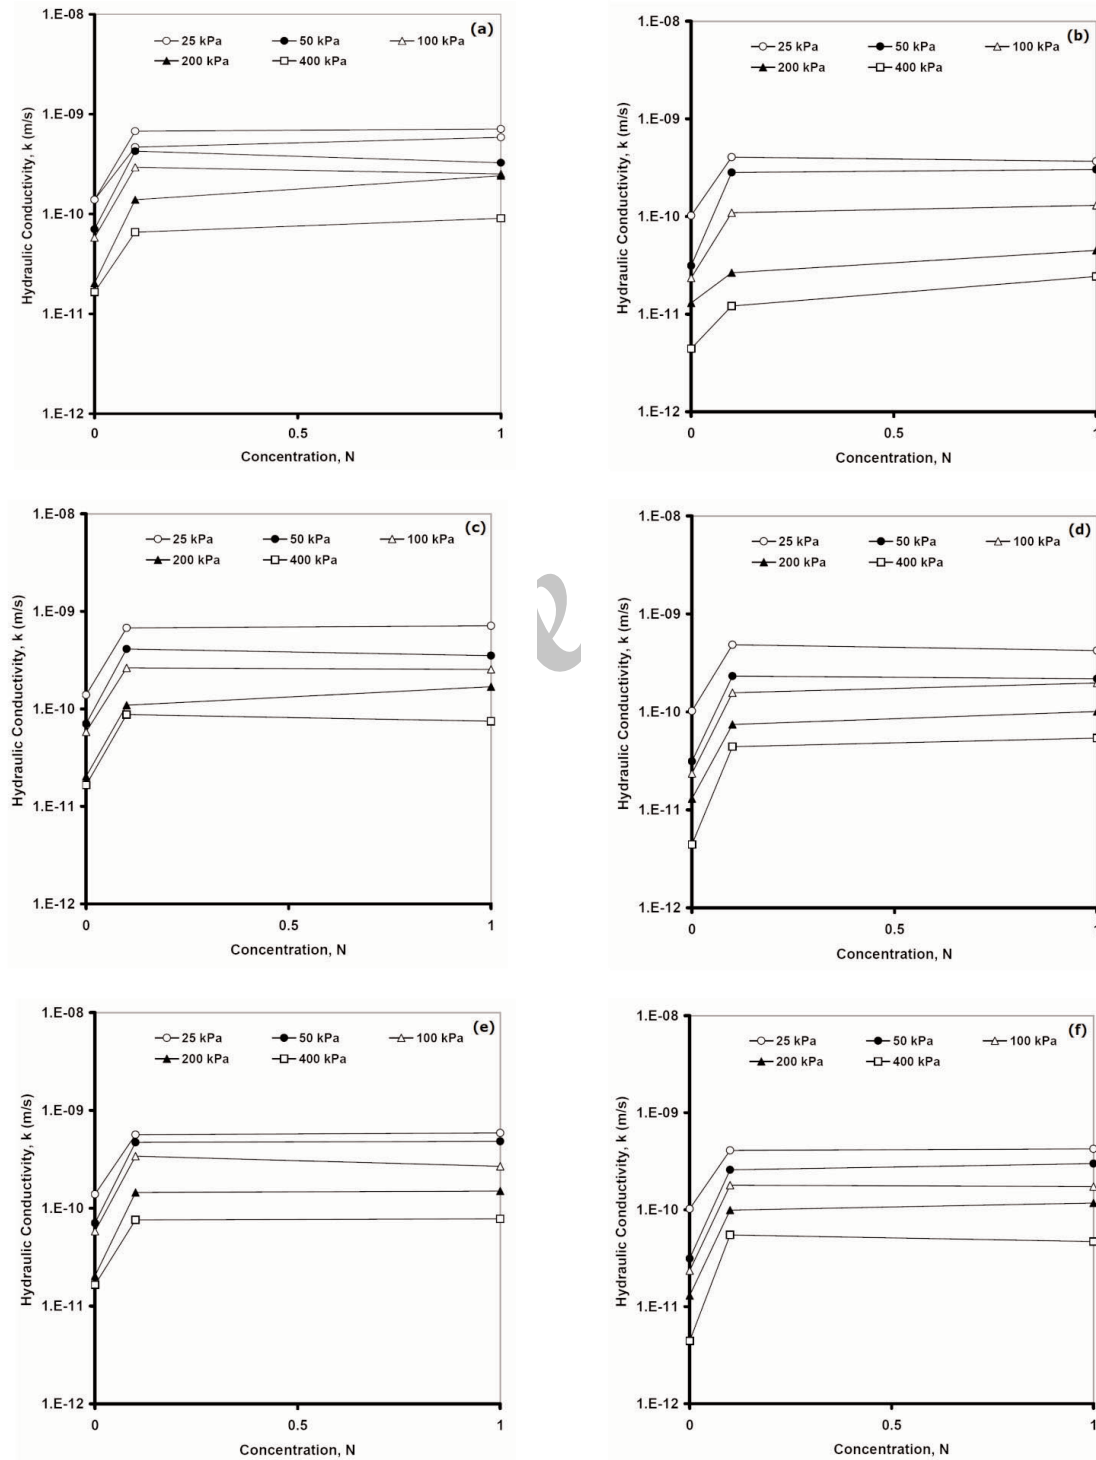 1.E-08
(a)
25 kPa 50 kPa 100 kPa
200 kPa 400 kPa
1.E-09
1.E-10
1.E-11
1.E-12
Hydraulic Conductivity, k (m/s)
0 0.5 1
Concentration, N
1.E-08
(b)
25 kPa 50 kPa 100 kPa
200 kPa 400 kPa
1.E-09
1.E-10
1.E-11
1.E-12
Hydraulic Conductivity, k (m/s)
0 0.5 1
Concentration, N
1.E-08
(c)
25 kPa 50 kPa 100 kPa
200 kPa 400 kPa
1.E-09
1.E-10
1.E-11
1.E-12
Hydraulic Conductivity, k (m/s)
0 0.5 1
Concentration, N
1.E-08
(d)
25 kPa 50 kPa 100 kPa
200 kPa 400 kPa
1.E-09
1.E-10
1.E-11
1.E-12
Hydraulic Conductivity, k (m/s)
0 0.5 1
Concentration, N
1.E-08
(e)
25 kPa 50 kPa 100 kPa
200 kPa 400 kPa
1.E-09
1.E-10
1.E-11
1.E-12
Hydraulic Conductivity, k (m/s)
0 0.5 1
Concentration, N
1.E-08
(f)
25 kPa 50 kPa 100 kPa
200 kPa 400 kPa
1.E-09
1.E-10
1.E-11
1.E-12
Hydraulic Conductivity, k (m/s)
0 0.5 1
Concentration, N